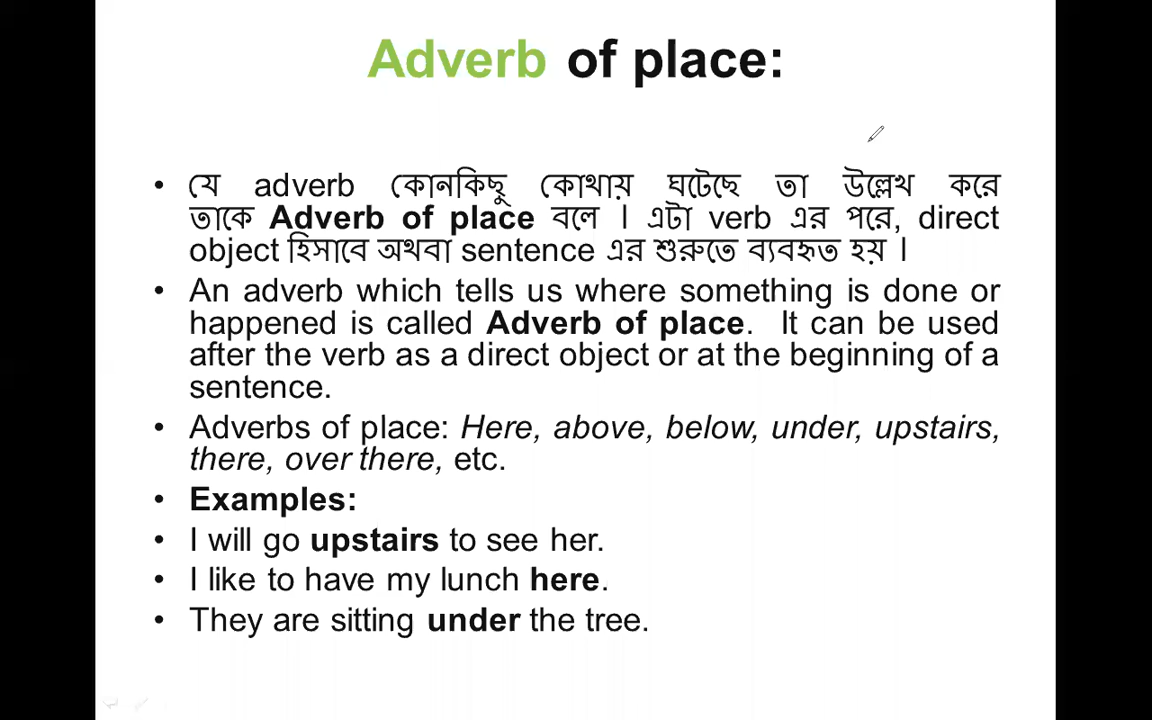 Adverb of place:
• যে adverb কোনকিছু কোথায় ঘটেছে তা উল্লেখ করে
তাকে Adverb of place বলে । এটা verb এর পরে, direct
object হিসাবে অথবা sentence এর শুরুতে ব্যবহৃত হয় ।
• An adverb which tells us where something is done or
happened is called Adverb of place. It can be used
after the verb as a direct object or at the beginning of a
sentence.
• Adverbs of place: Here, above, below, under, upstairs,
there, over there, etc.
• Examples:
• I will go upstairs to see her.
• I like to have my lunch here.
• They are sitting under the tree.